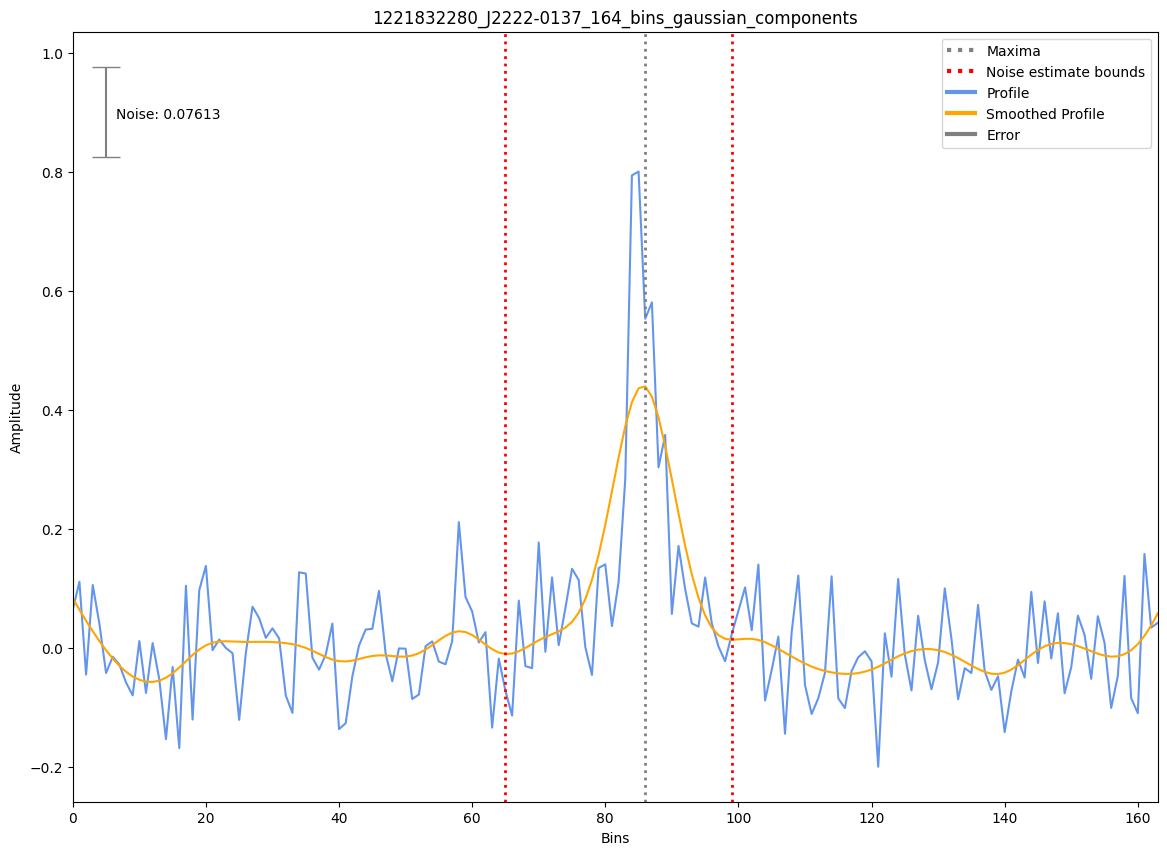 1221832280_J2222-0137_164_bins_gaussian_components
Maxima
Noise estimate bounds
Profile
Smoothed Profile
Error
Noise: 0.07613
1.0
0.8
0.6
0.4
0.2
0.0
−0.2
Amplitude
0 20 40 60 80 100 120 140 160
Bins